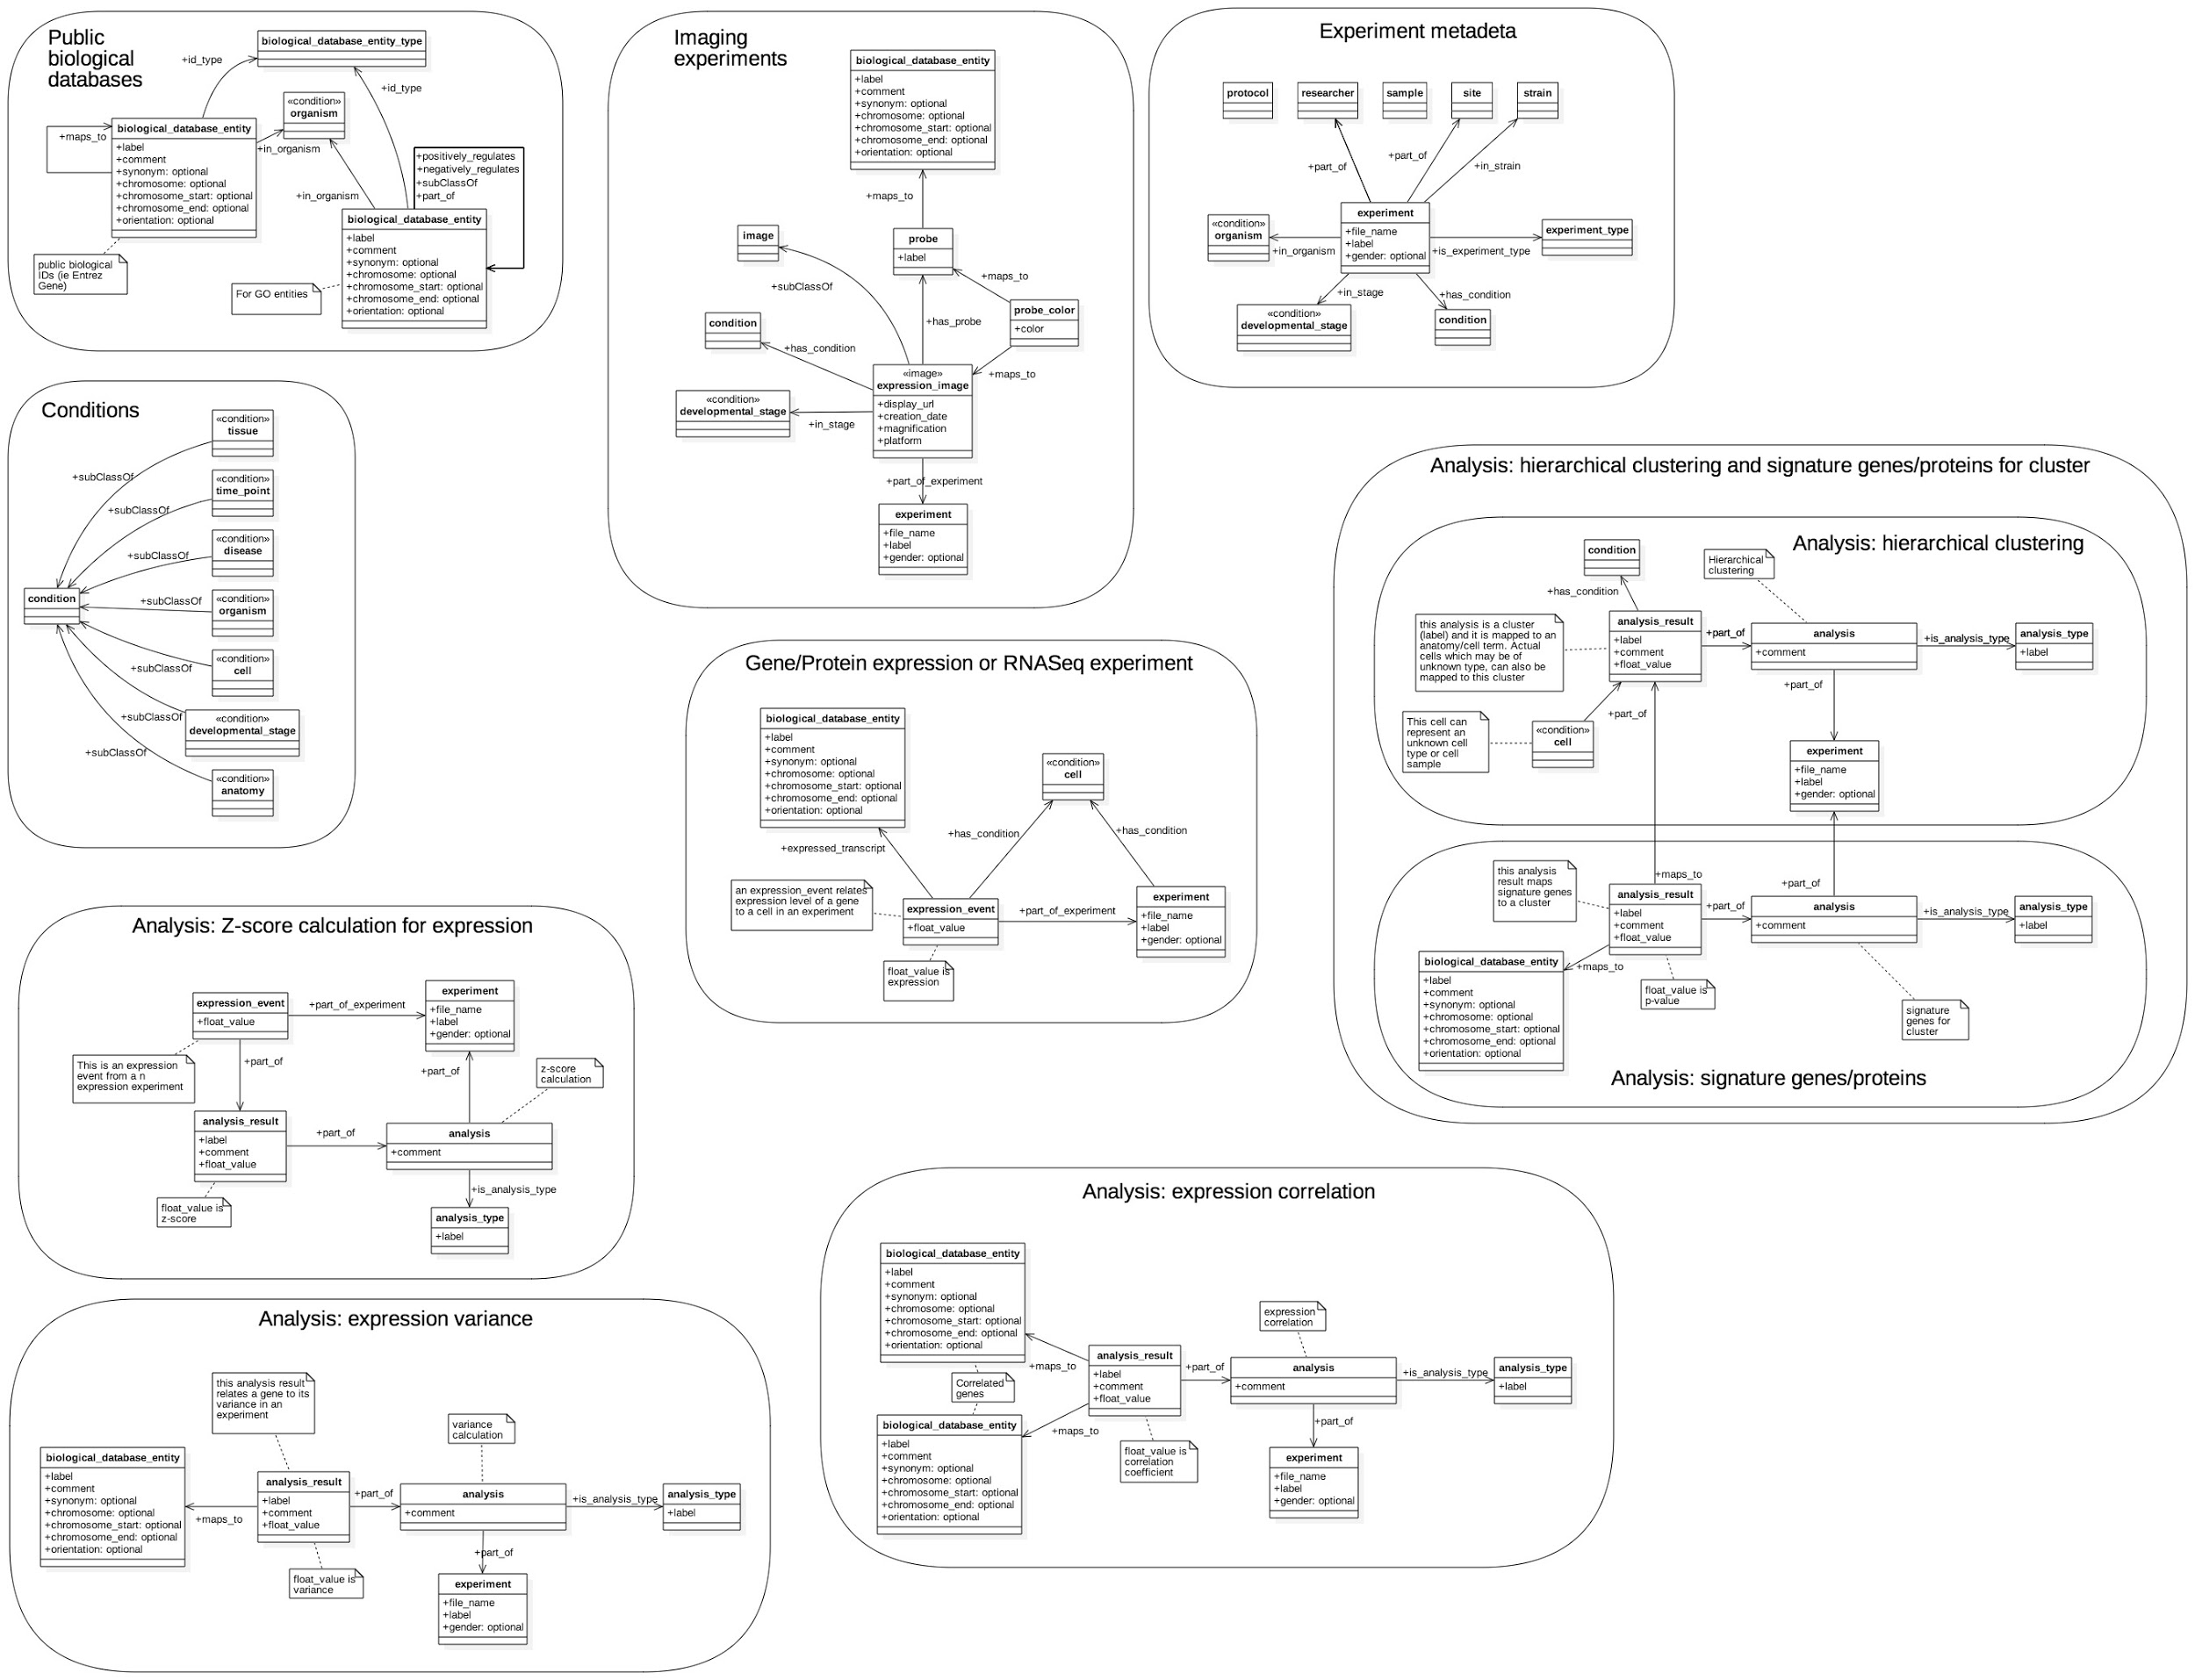 Public
biological
databases
biological_database_entity_type
+id_type
+id_type
«condition»
organism
biological_database_entity
+label
+comment
+synonym: optional
+chromosome: optional
+chromosome_start: optional
+chromosome_end: optional
+orientation: optional
+maps_to
+in_organism
+in_organism
+positively_regulates
+negatively_regulates
+subClassOf
+part_of
biological_database_entity
+label
+comment
+synonym: optional
+chromosome: optional
+chromosome_start: optional
+chromosome_end: optional
+orientation: optional
public biological
IDs (ie Entrez
Gene)
For GO entities
Imaging
experiments
biological_database_entity
+label
+comment
+synonym: optional
+chromosome: optional
+chromosome_start: optional
+chromosome_end: optional
+orientation: optional
+maps_to
image
probe
+label
+subClassOf
+maps_to
probe_color
+color
condition
+has_probe
+has_condition
+maps_to
«image»
expression_image
+display_url
+creation_date
+magnification
+platform
«condition»
developmental_stage
+in_stage
+part_of_experiment
experiment
+file_name
+label
+gender: optional
Experiment metadeta
protocol
researcher
sample
site
strain
+part_of
+part_of
+in_strain
experiment
+file_name
+label
+gender: optional
«condition»
organism
+in_organism
+is_experiment_type
experiment_type
+in_stage
+has_condition
«condition»
developmental_stage
condition
Conditions
«condition»
tissue
+subClassOf
«condition»
time_point
+subClassOf
«condition»
disease
+subClassOf
condition
«condition»
organism
+subClassOf
«condition»
cell
+subClassOf
«condition»
developmental_stage
+subClassOf
«condition»
anatomy
+subClassOf
Gene/Protein expression or RNASeq experiment
biological_database_entity
+label
+comment
+synonym: optional
+chromosome: optional
+chromosome_start: optional
+chromosome_end: optional
+orientation: optional
«condition»
cell
+has_condition
+has_condition
+expressed_transcript
an expression_event relates
expression level of a gene
to a cell in an experiment
expression_event
+float_value
+part_of_experiment
experiment
+file_name
+label
+gender: optional
float_value is
expression
Analysis: hierarchical clustering and signature genes/proteins for cluster
Analysis: hierarchical clustering
condition
Hierarchical
clustering
+has_condition
this analysis is a cluster
(label) and it is mapped to an
anatomy/cell term. Actual
cells which may be of
unknown type, can also be
mapped to this cluster
analysis_result
+label
+comment
+float_value
+part_of
analysis
+comment
+is_analysis_type
analysis_type
+label
+part_of
+part_of
This cell can
represent an
unknown cell
type or cell
sample
«condition»
cell
experiment
+file_name
+label
+gender: optional
this analysis
result maps
signature genes
to a cluster
+maps_to
+part_of
analysis_result
+label
+comment
+float_value
+part_of
analysis
+comment
+is_analysis_type
analysis_type
+label
biological_database_entity
+label
+comment
+synonym: optional
+chromosome: optional
+chromosome_start: optional
+chromosome_end: optional
+orientation: optional
+maps_to
float_value is
p-value
signature
genes for
cluster
Analysis: signature genes/proteins
Analysis: Z-score calculation for expression
expression_event
+float_value
+part_of_experiment
experiment
+file_name
+label
+gender: optional
This is an expression
event from a n
expression experiment
+part_of
+part_of
z-score
calculation
analysis_result
+label
+comment
+float_value
+part_of
analysis
+comment
+is_analysis_type
float_value is
z-score
analysis_type
+label
Analysis: expression correlation
biological_database_entity
+label
+comment
+synonym: optional
+chromosome: optional
+chromosome_start: optional
+chromosome_end: optional
+orientation: optional
expression
correlation
+maps_to
analysis_result
+label
+comment
+float_value
+part_of
analysis
+comment
+is_analysis_type
analysis_type
+label
Correlated
genes
+maps_to
+part_of
biological_database_entity
+label
+comment
+synonym: optional
+chromosome: optional
+chromosome_start: optional
+chromosome_end: optional
+orientation: optional
float_value is
correlation
coefficient
experiment
+file_name
+label
+gender: optional
Analysis: expression variance
this analysis result
relates a gene to its
variance in an
experiment
variance
calculation
biological_database_entity
+label
+comment
+synonym: optional
+chromosome: optional
+chromosome_start: optional
+chromosome_end: optional
+orientation: optional
+maps_to
analysis_result
+label
+comment
+float_value
+part_of
analysis
+comment
+is_analysis_type
analysis_type
+label
+part_of
float_value is
variance
experiment
+file_name
+label
+gender: optional